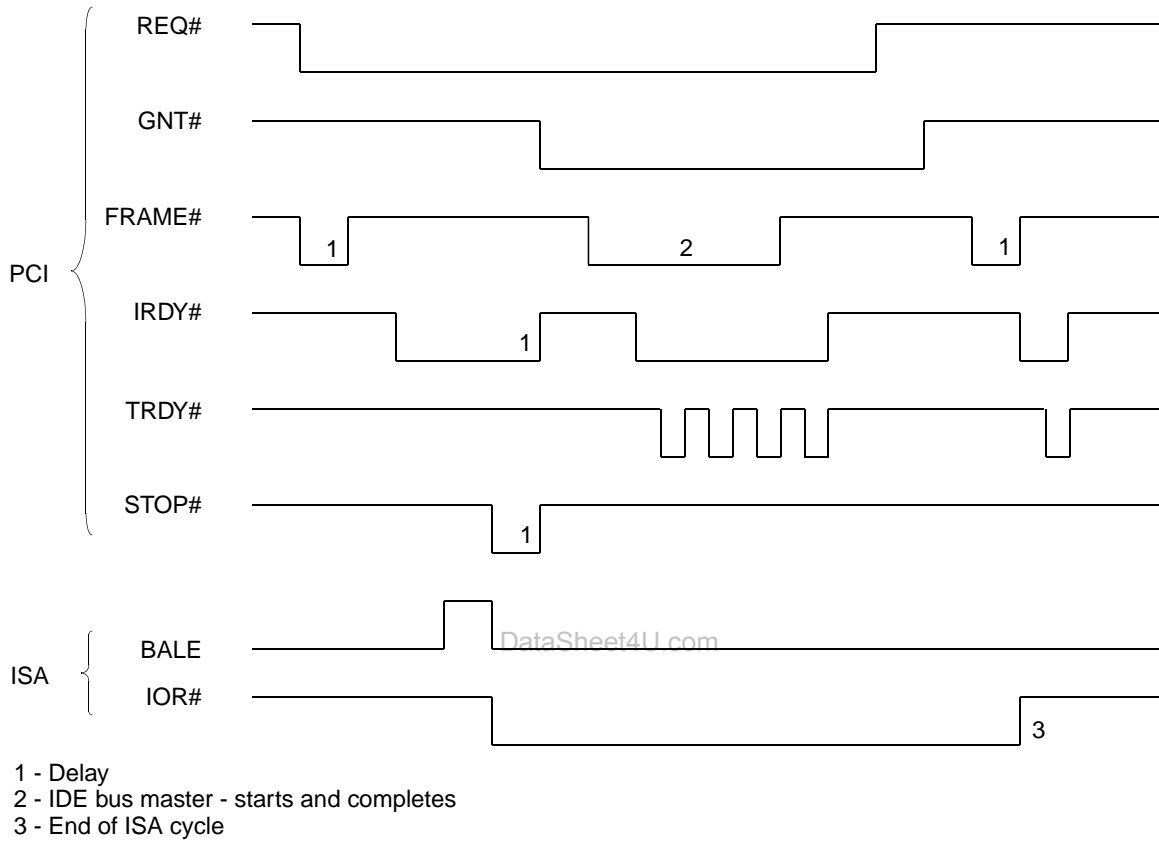 REQ#
GNT#
FRAME#
1
2
1
PCI
IRDY#
1
TRDY#
STOP#
1
DataSheet4U.com
BALE
ISA
IOR#
3
1 - Delay
2 - IDE bus master - starts and completes
3 - End of ISA cycle